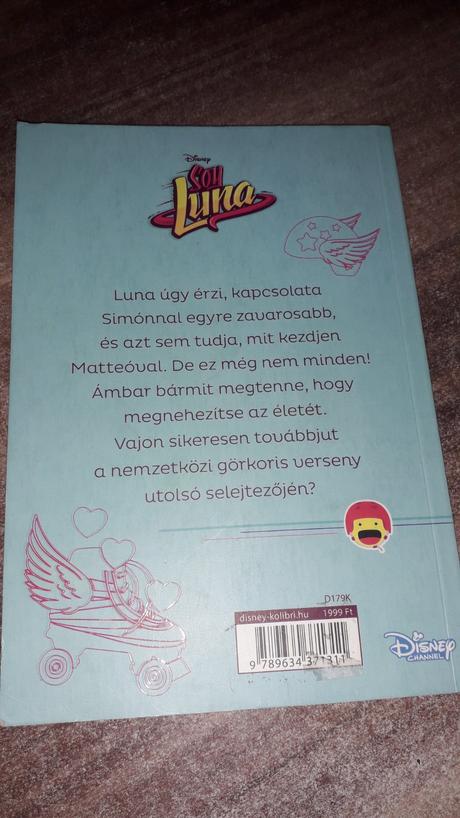 Disney
SOY
Luna
Luna úgy érzi, kapcsolata
Simónnal egyre zavarosabb,
és azt sem tudja, mit kezdjen
Matteóval. De ez még nem minden!
Ámbar bármit megtenne, hogy
megnehezítse az életét.
Vajon sikeresen továbbjut
a nemzetközi görkoris verseny
utolsó selejtezőjén?
D179K
disney-kolibri.hu 1999 Ft
9 789634 371311
Disney
CHANNEL